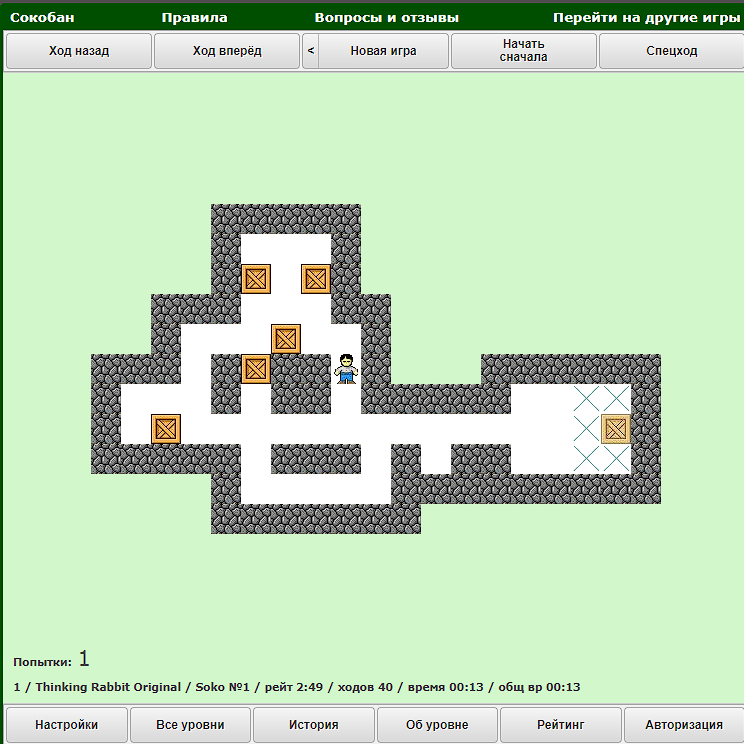 Сокобан Правила Вопросы и отзывы Перейти на другие игры
Ход назад Ход вперёд < Новая игра Начать сначала Спецход
Попытки: 1
1 / Thinking Rabbit Original / Soko №1 / рейт 2:49 / ходов 40 / время 00:13 / общ вр 00:13
Настройки Все уровни История Об уровне Рейтинг Авторизация